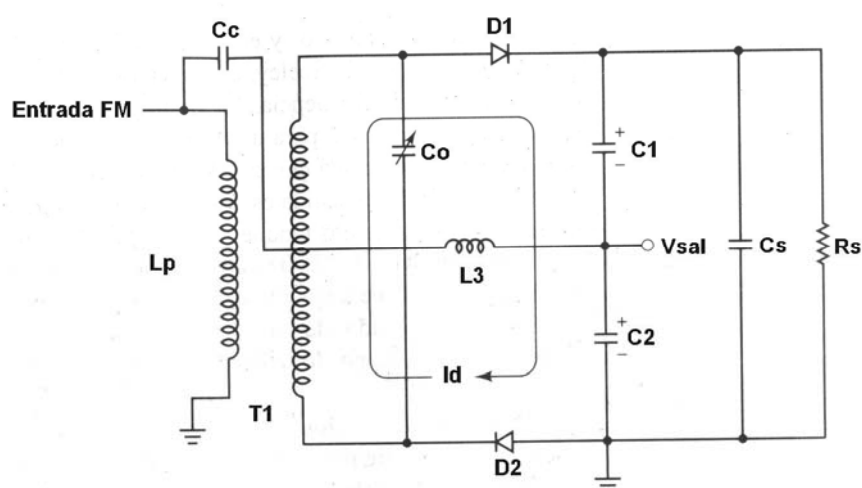 Cc
D1
Entrada FM
+
Co
C1
−
Lp
L3
Vsal
Cs
Rs
+
C2
−
Id
T1
D2